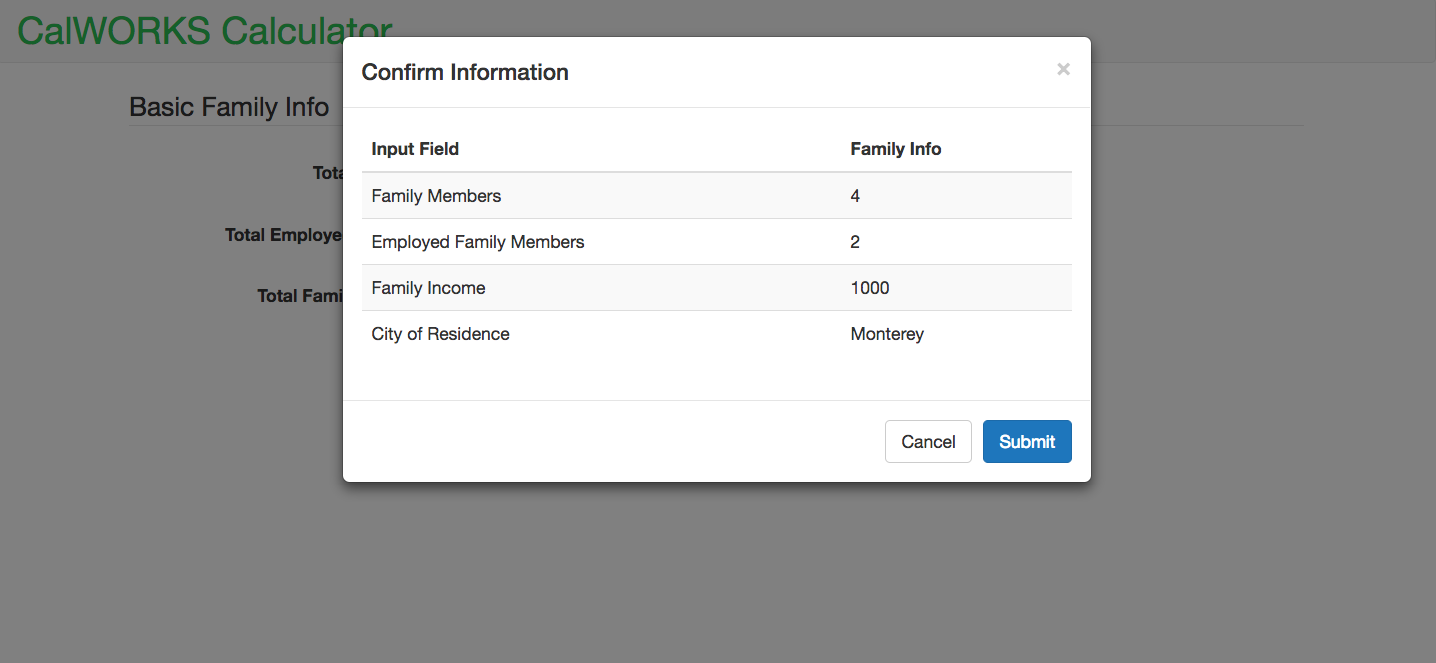 CalWORKS Calculator
Confirm Information ×
Basic Family Info
Input Field Family Info
Total
Family Members 4
Total Employe
Employed Family Members 2
Total Fami
Family Income 1000
City of Residence Monterey
Cancel Submit